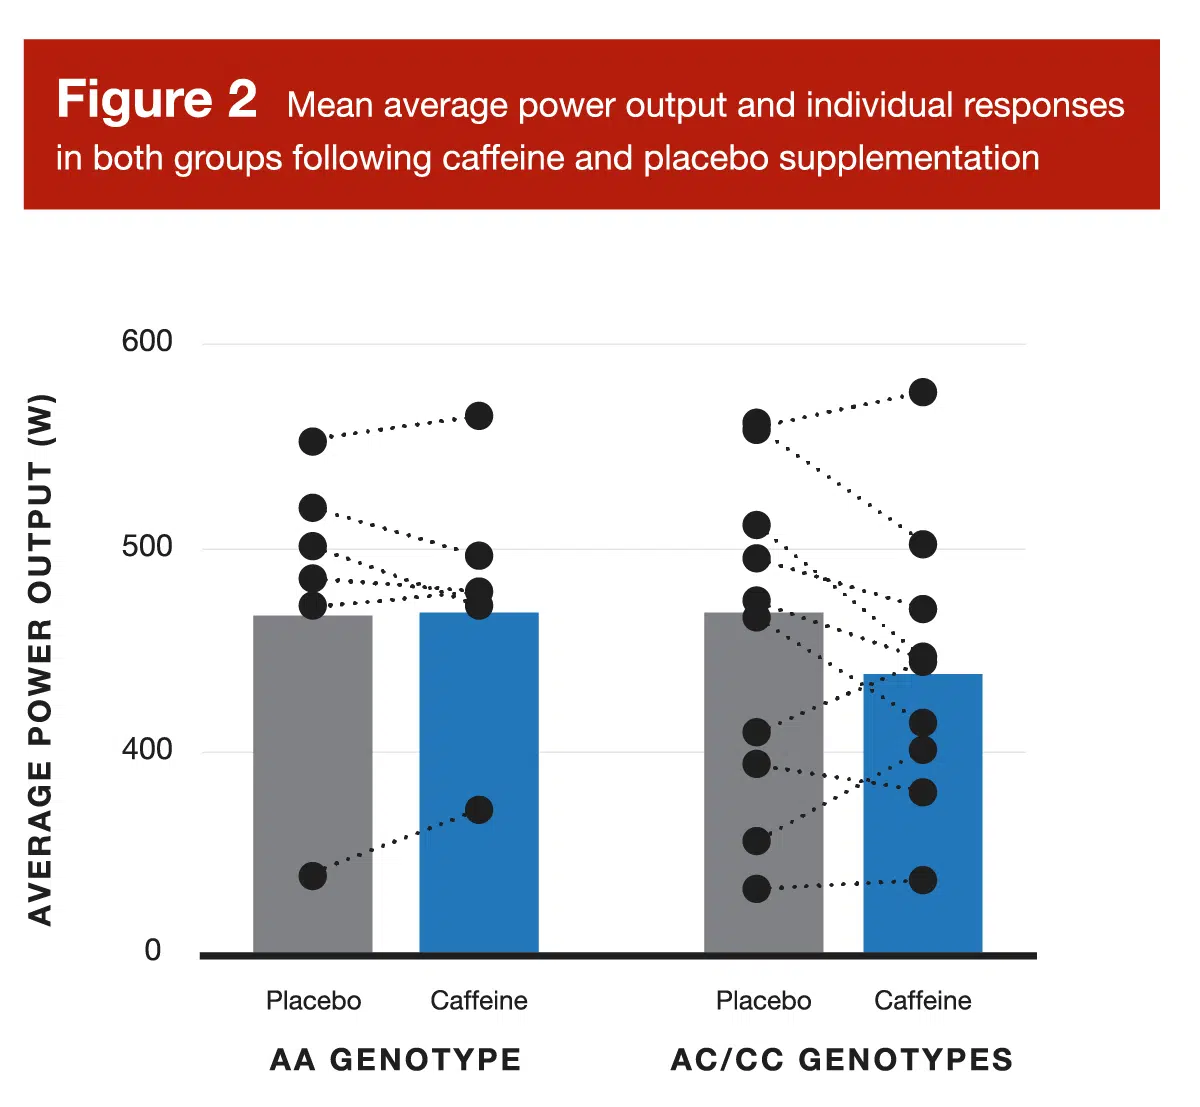 Figure 2 Mean average power output and individual responses
in both groups following caffeine and placebo supplementation
AVERAGE POWER OUTPUT (W)
600
500
400
0
Placebo Caffeine Placebo Caffeine
AA GENOTYPE AC/CC GENOTYPES